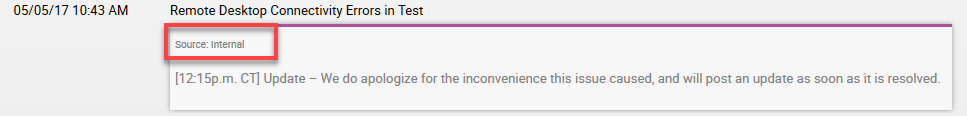 05/05/17 10:43 AM Remote Desktop Connectivity Errors in Test
Source: Internal
[12:15p.m. CT] Update – We do apologize for the inconvenience this issue caused, and will post an update as soon as it is resolved.